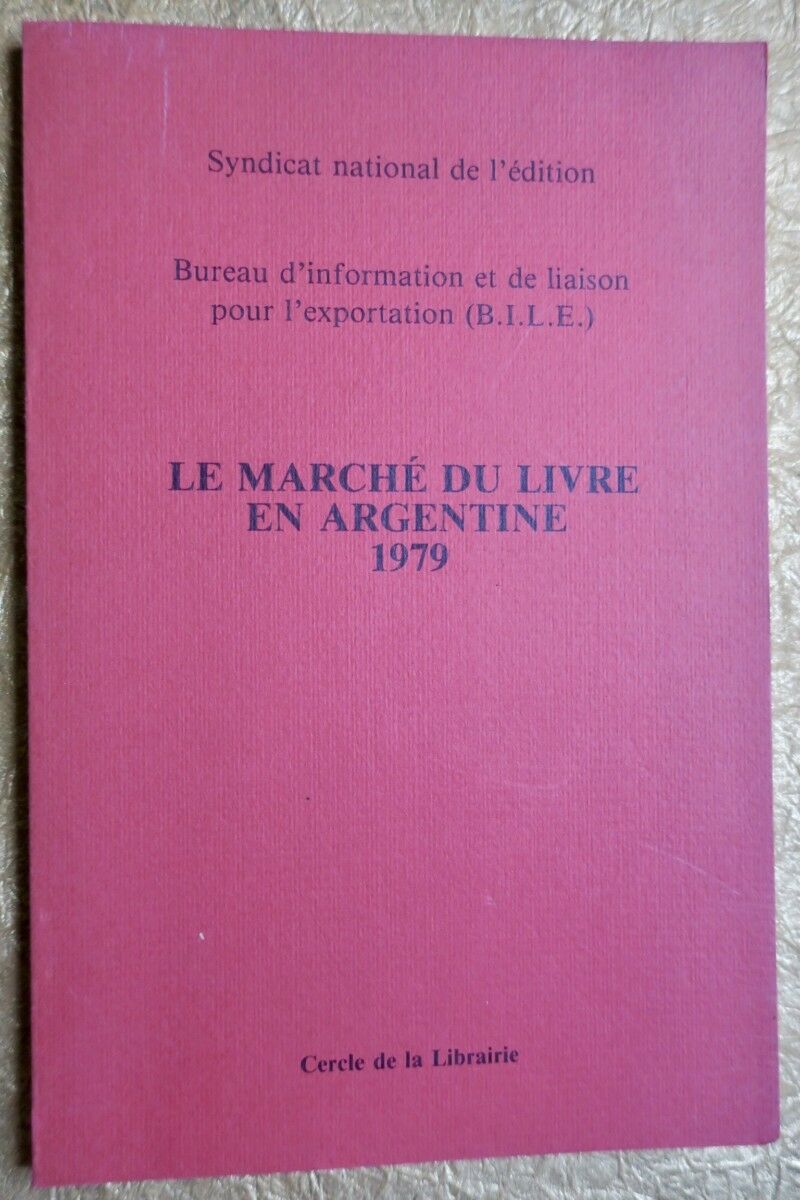 Syndicat national de l'édition
Bureau d'information et de liaison
pour l'exportation (B.I.L.E.)
LE MARCHÉ DU LIVRE
EN ARGENTINE
1979
Cercle de la Librairie